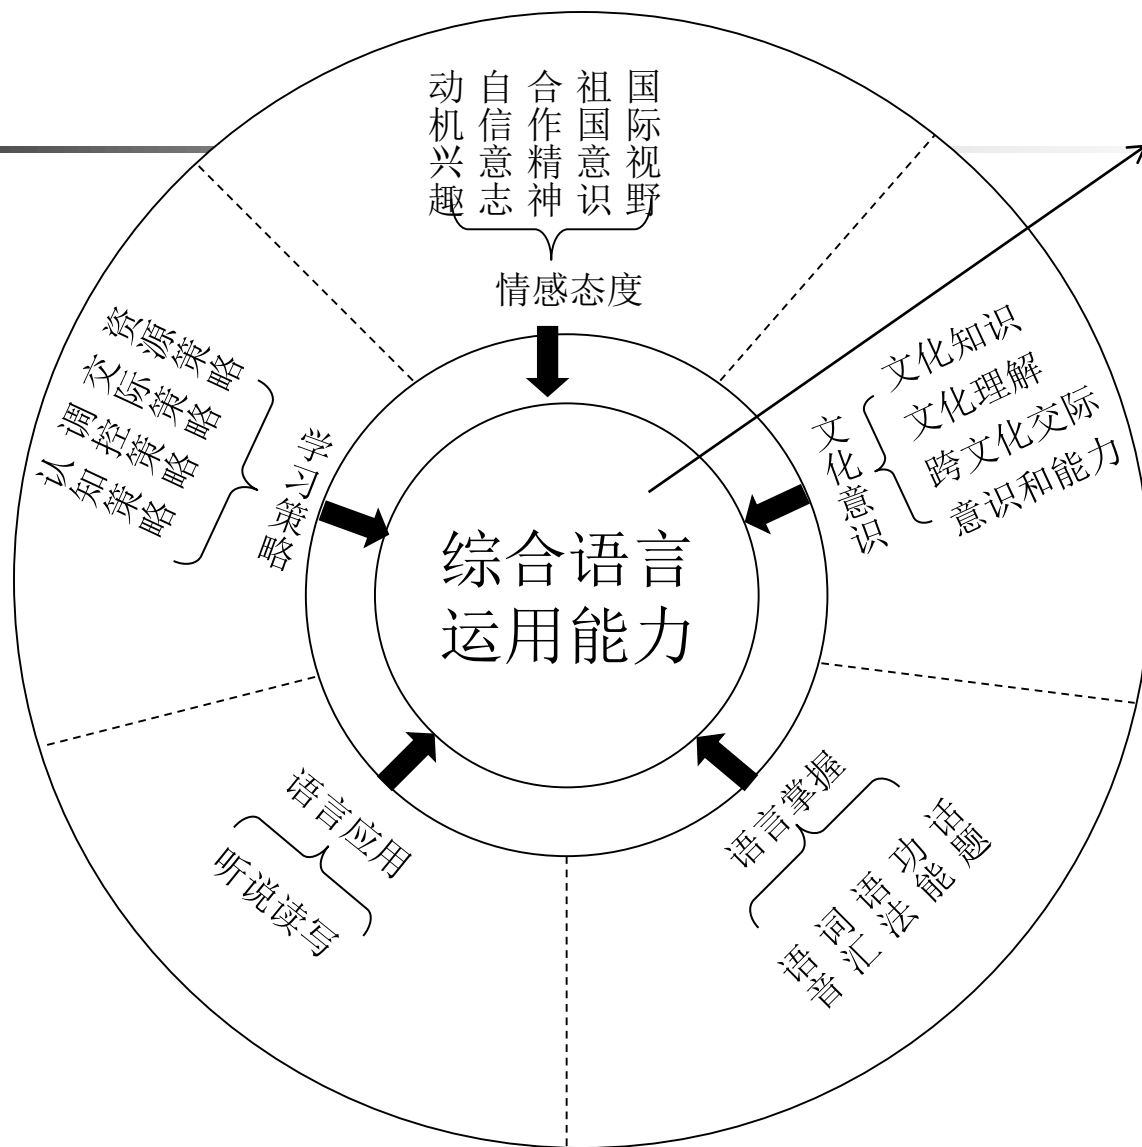 动机兴趣
自信意志
合作精神
祖国意识
国际视野
情感态度
资源策略
交际策略
调控策略
认知策略
学习策略
文化意识
文化知识
文化理解
跨文化交际
意识和能力
综合语言
运用能力
语言应用
听说读写
语言掌握
语音
词汇
语法
功能
话题